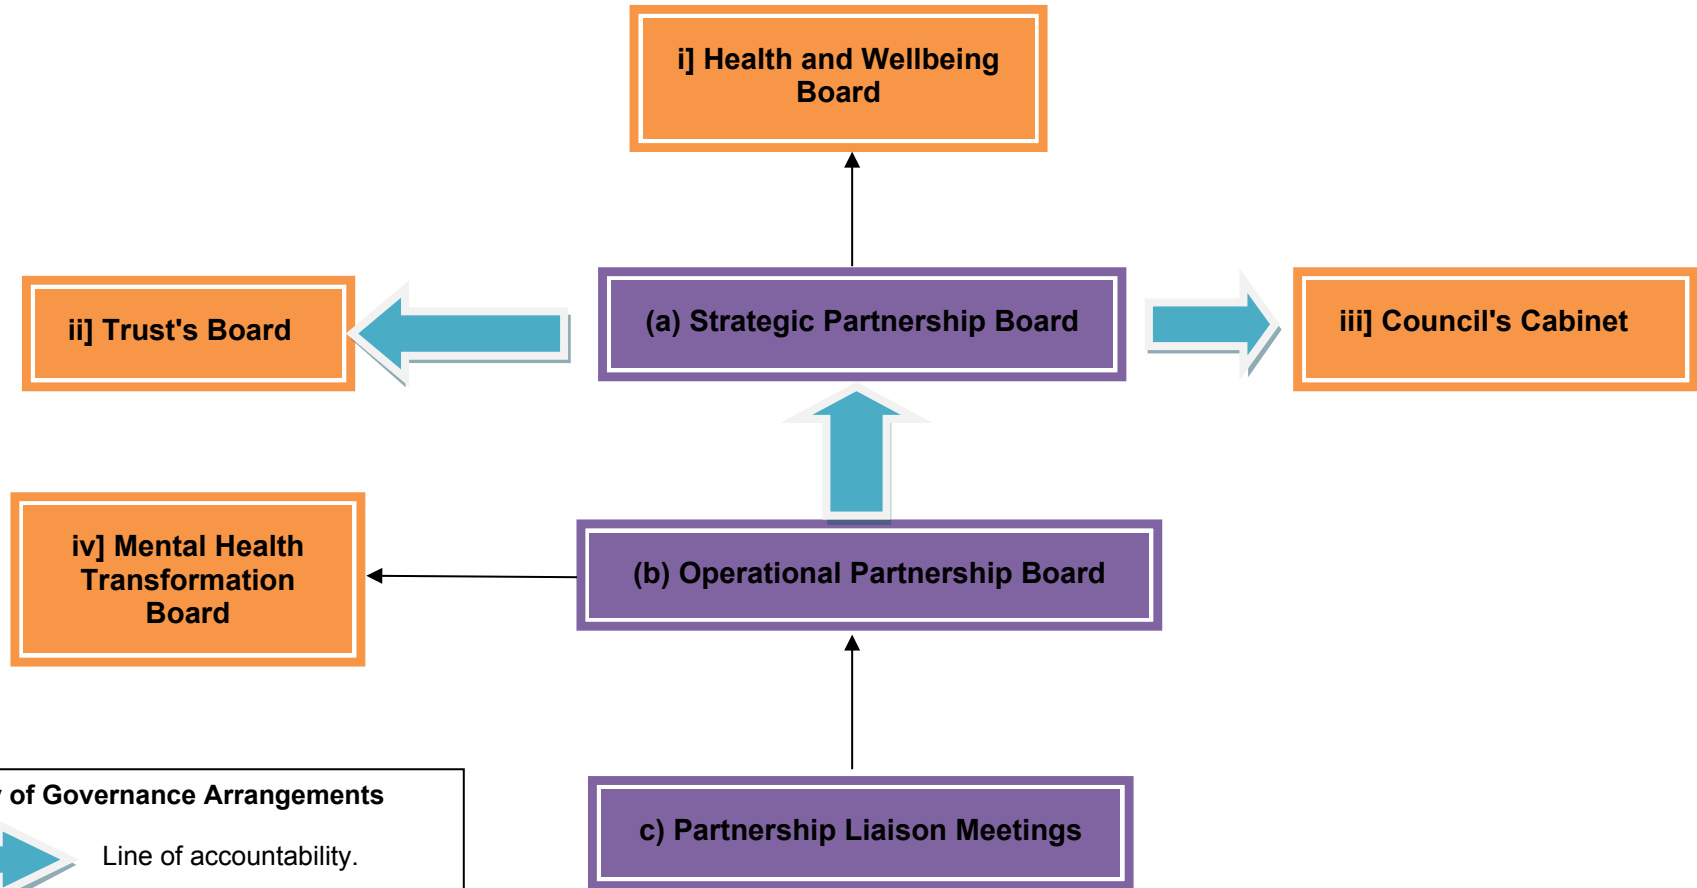 i] Health and Wellbeing
Board
ii] Trust's Board
(a) Strategic Partnership Board
iii] Council's Cabinet
iv] Mental Health
Transformation
Board
(b) Operational Partnership Board
of Governance Arrangements
Line of accountability.
c) Partnership Liaison Meetings